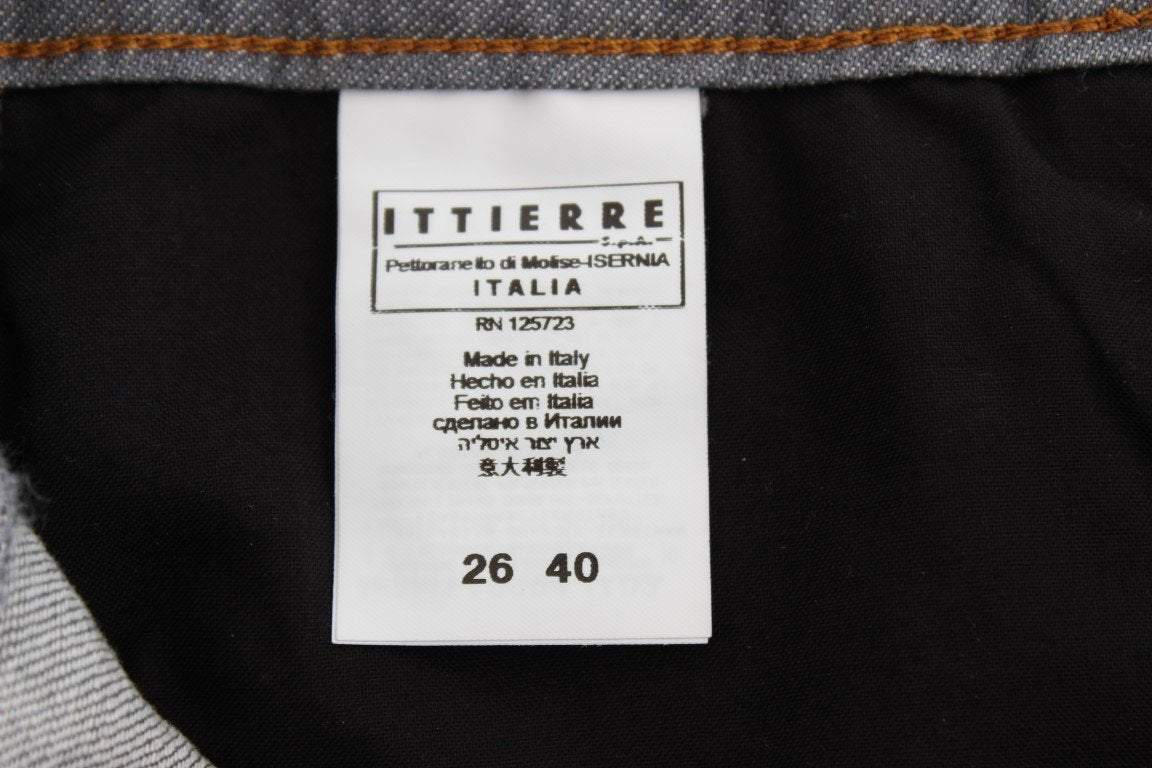 ITTIERRE
S.p.A.
Pettoranello di Molise-ISERNIA
ITALIA
RN 125723
Made in Italy
Hecho en Italia
Feito em Italia
сделано в Италии
ארץ יצור איטליה
意大利製
26 40